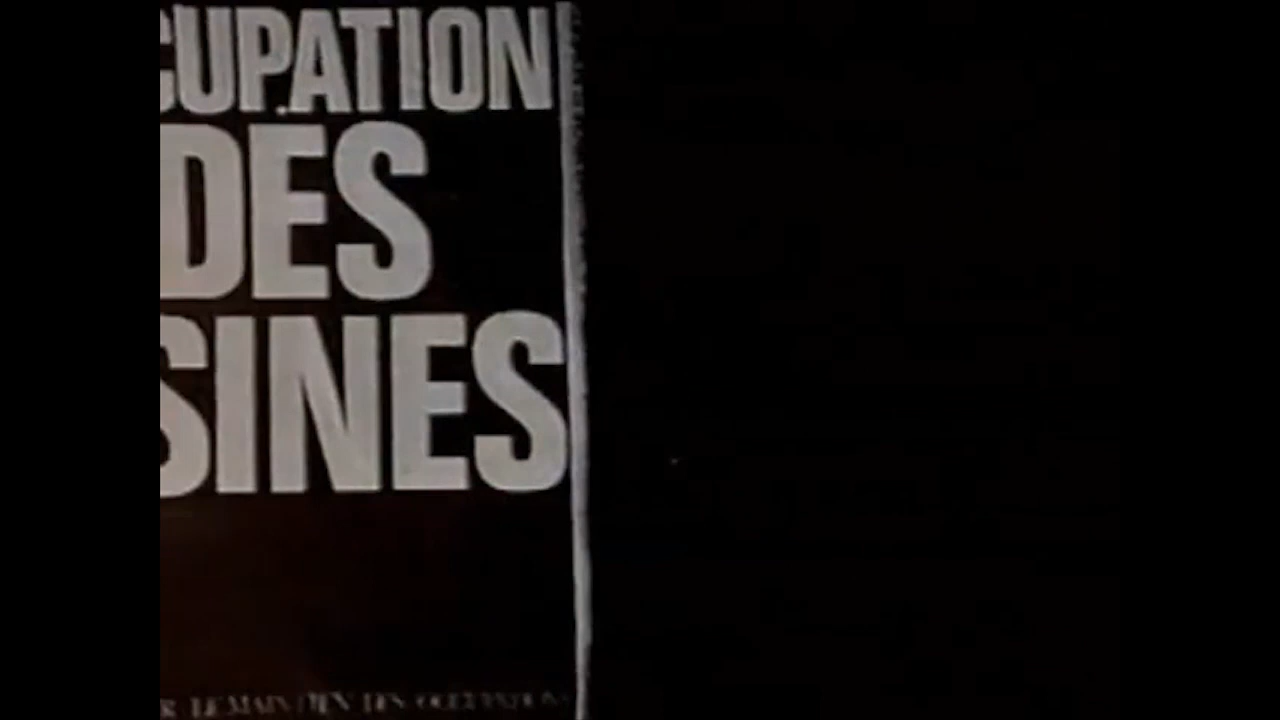 CUPATION
DES
SINES
LE MAINTIEN DES OCCUPATIONS